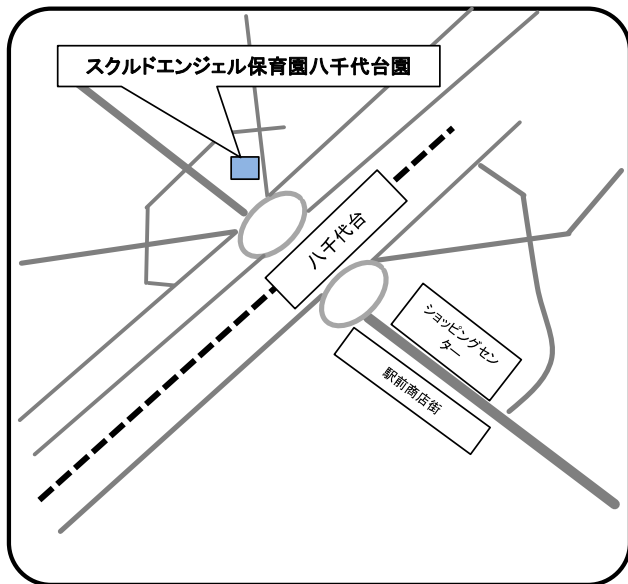 スクルドエンジェル保育園八千代台園
八千代台
ショッピングセン
ター
駅前商店街